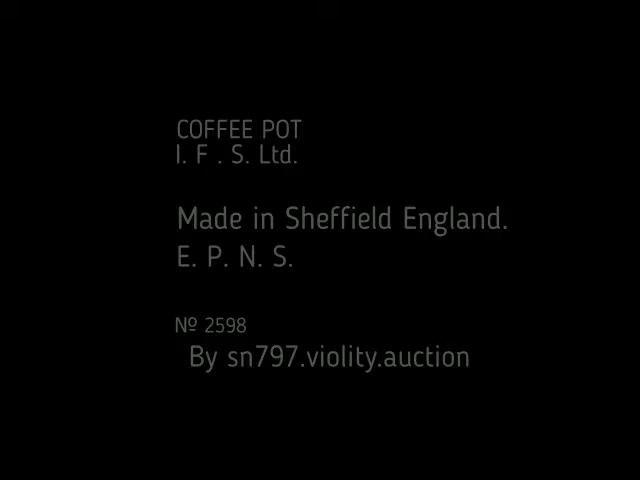 COFFEE POT
I. F . S. Ltd.
Made in Sheffield England.
E. P. N. S.
№ 2598
By sn797.violity.auction